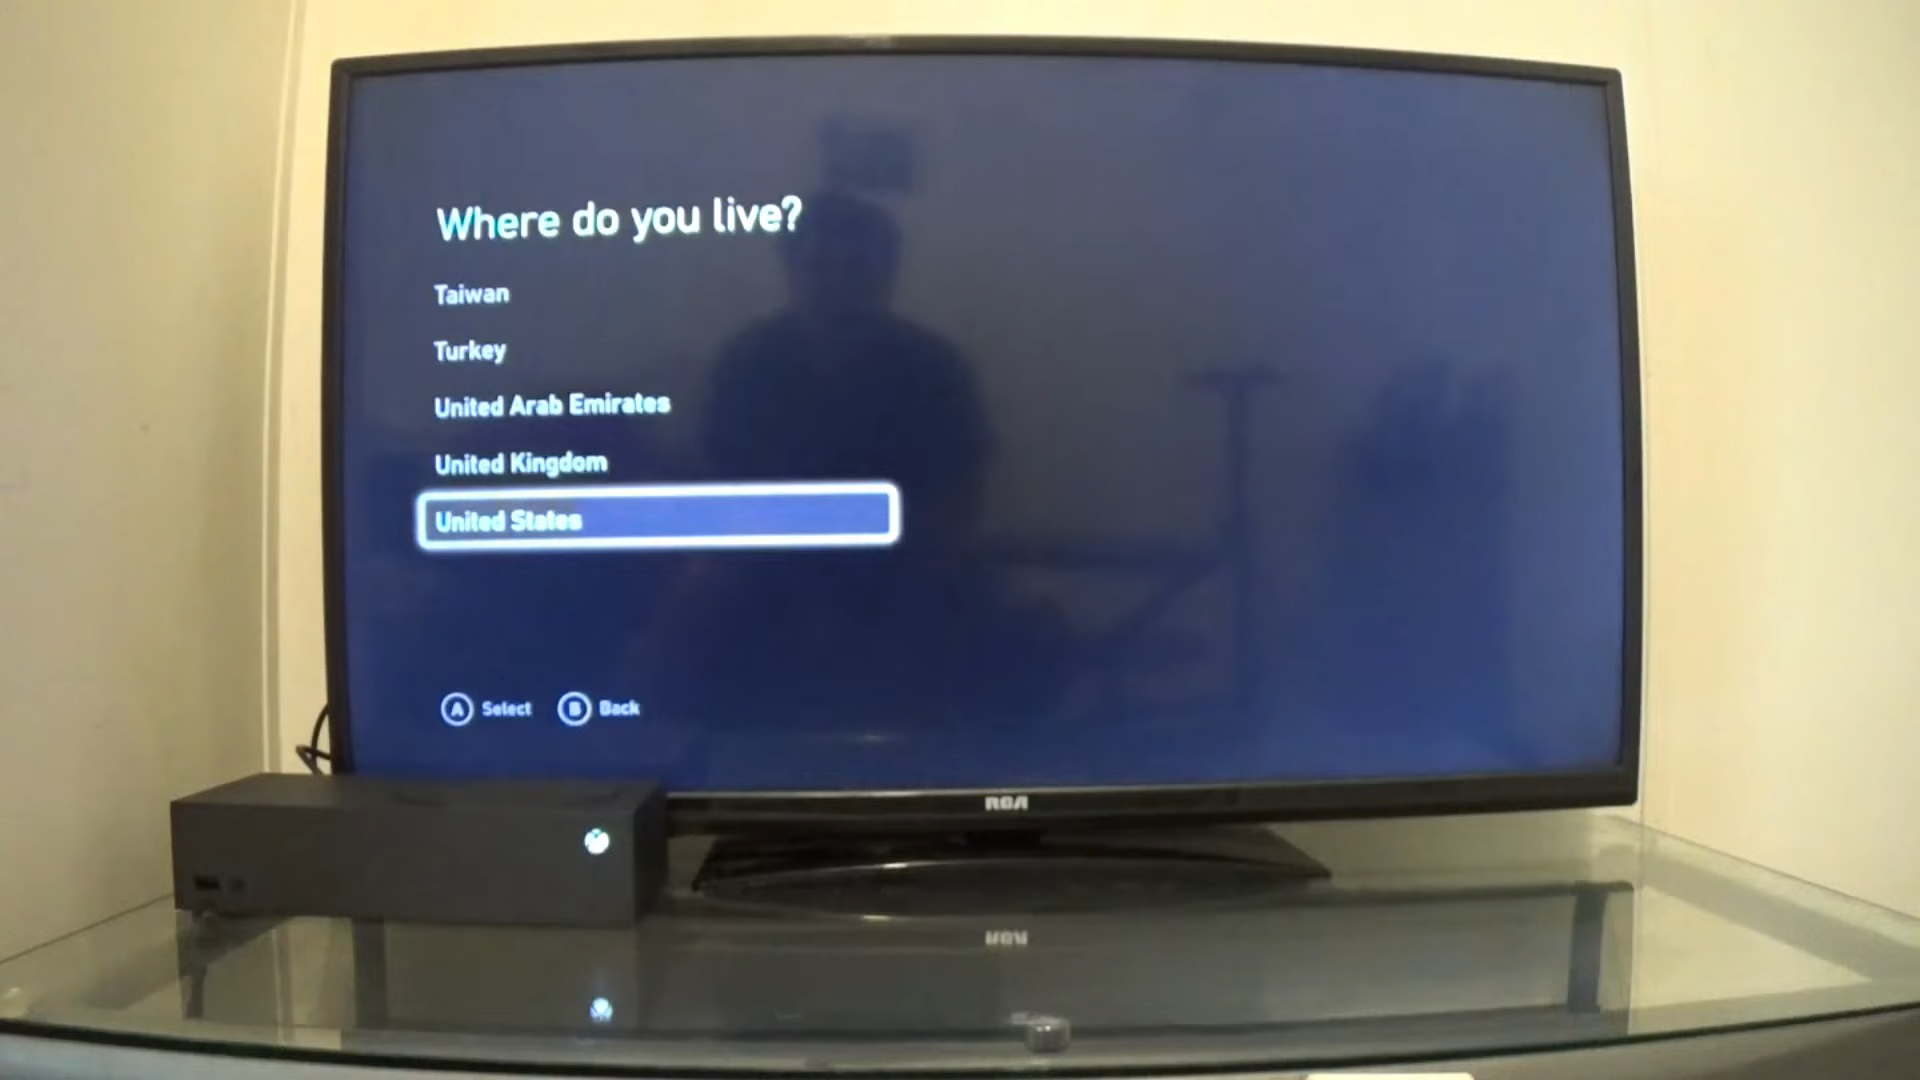 Where do you live?
Taiwan
Turkey
United Arab Emirates
United Kingdom
United States
A Select B Back
RCA